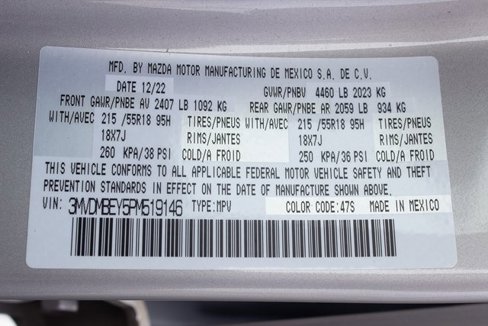 MFD. BY MAZDA MOTOR MANUFACTURING DE MEXICO S.A. DE C.V.
DATE 12/22 GVWR/PNBV 4460 LB 2023 KG
FRONT GAWR/PNBE AV 2407 LB 1092 KG REAR GAWR/PNBE AR 2059 LB 934 KG
WITH/AVEC 215 /55R18 95H TIRES/PNEUS WITH/AVEC 215 /55R18 95H TIRES/PNEUS
18X7J RIMS/JANTES 18X7J RIMS/JANTES
260 KPA/38 PSI COLD/A FROID 250 KPA/36 PSI COLD/A FROID
THIS VEHICLE CONFORMS TO ALL APPLICABLE FEDERAL MOTOR VEHICLE SAFETY AND THEFT
PREVENTION STANDARDS IN EFFECT ON THE DATE OF MANUFACTURE SHOWN ABOVE.
VIN: 3MVDMBEY5PM519146 TYPE:MPV COLOR CODE:47S MADE IN MEXICO